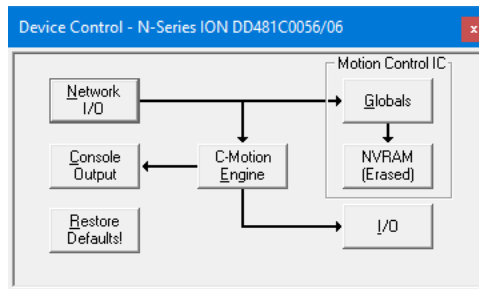 Device Control - N-Series ION DD481C0056/06
x
Motion Control IC
Network
I/O
Globals
Console
Output
C-Motion
Engine
NVRAM
(Erased)
Restore
Defaults!
I/O